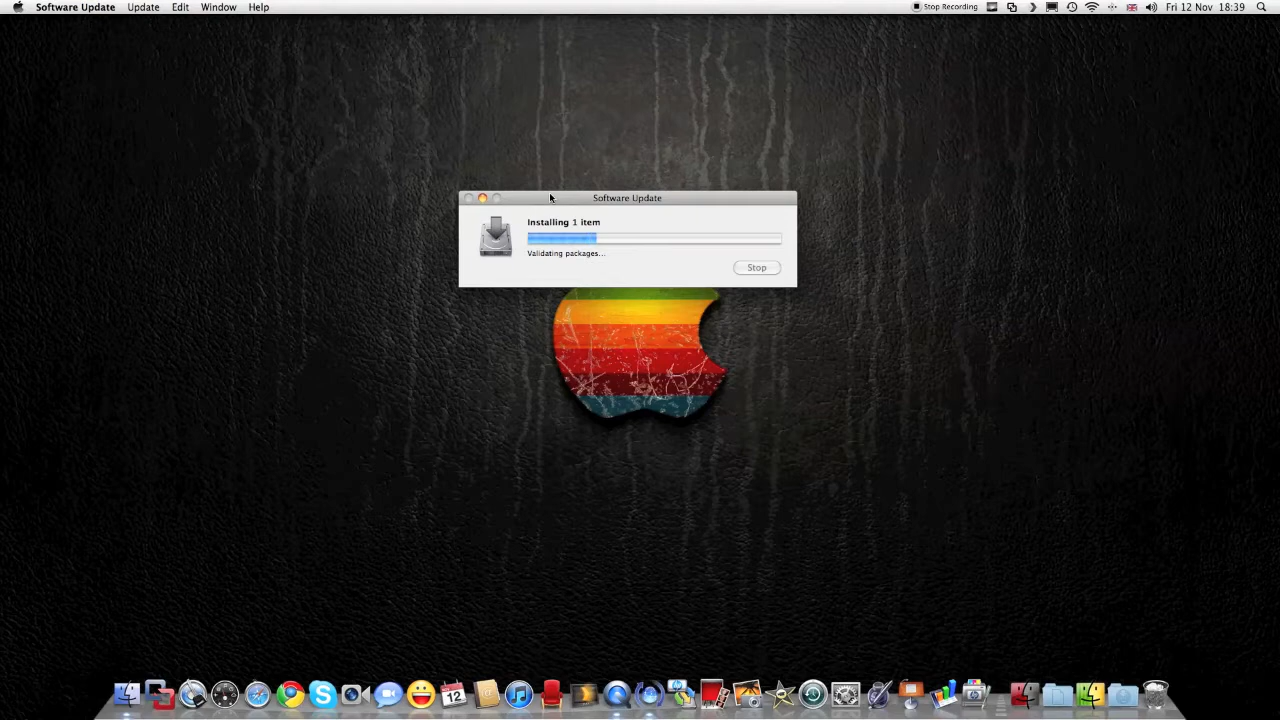 Software Update Update Edit Window Help Stop Recording Fri 12 Nov 18:39
Software Update
Installing 1 item
Validating packages...
Stop
12